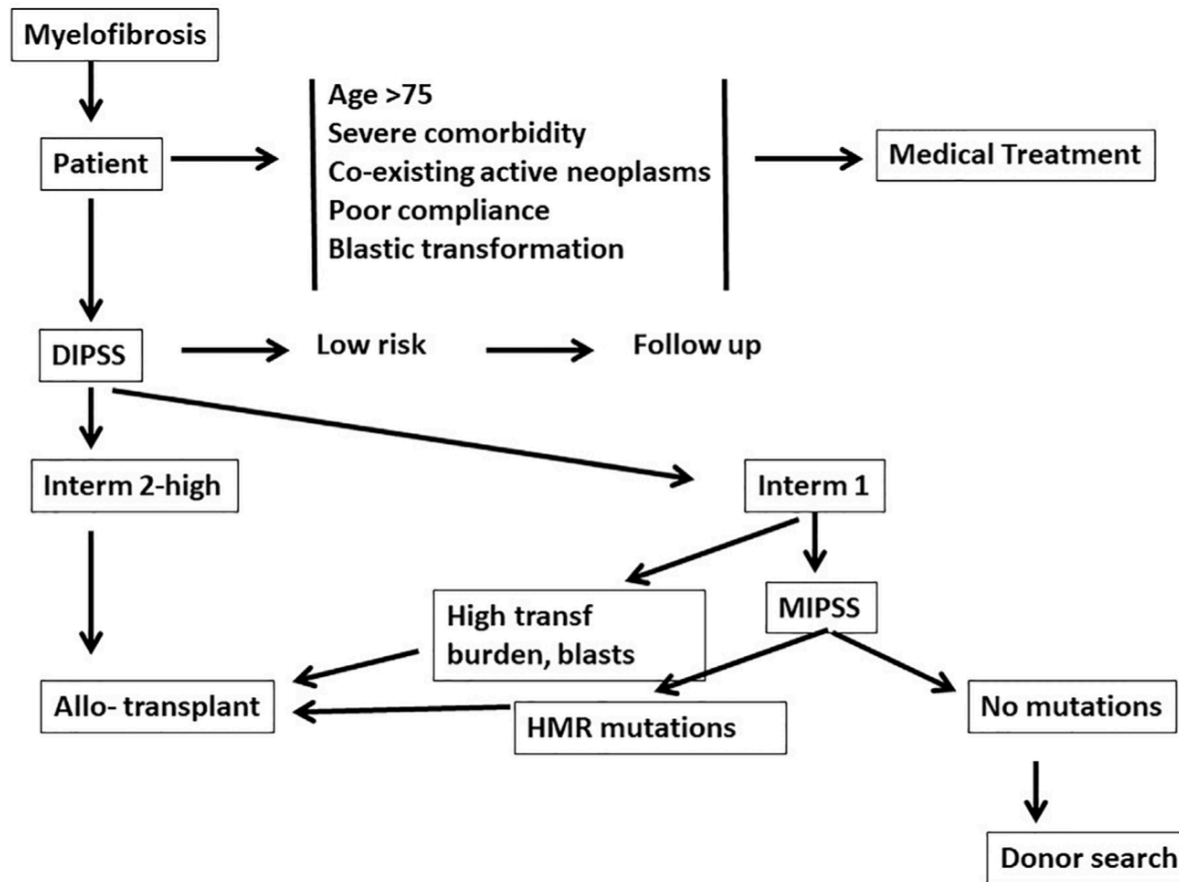 Myelofibrosis
Age >75
Severe comorbidity
Patient
Co-existing active neoplasms
Medical Treatment
Poor compliance
Blastic transformation
DIPSS
Low risk
Follow up
Interm 2-high
Interm 1
High transf
burden, blasts
MIPSS
Allo- transplant
HMR mutations
No mutations
Donor search